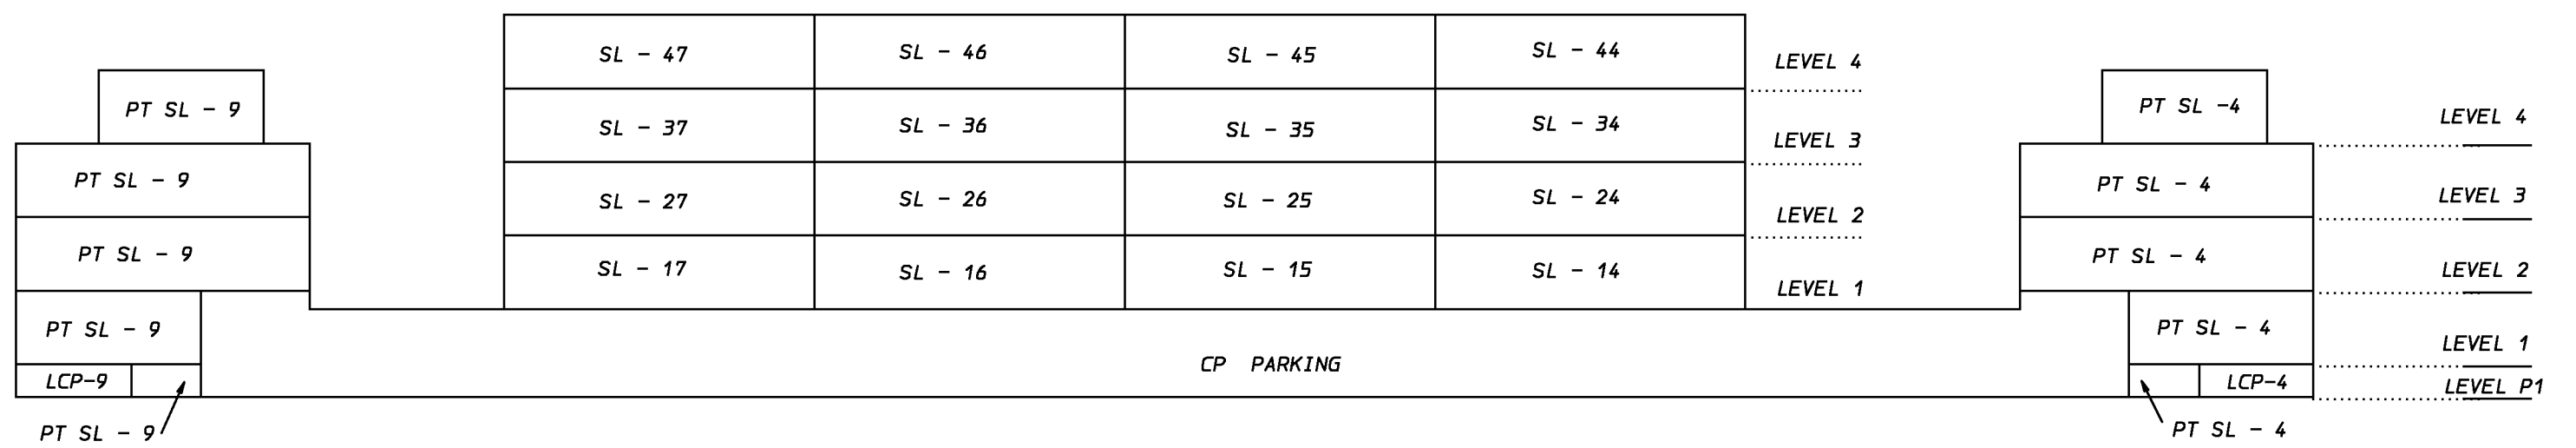 SL - 47 SL - 46 SL - 45 SL - 44 LEVEL 4
PT SL - 9 PT SL -4 LEVEL 4
SL - 37 SL - 36 SL - 35 SL - 34 LEVEL 3
PT SL - 9 PT SL - 4 LEVEL 3
SL - 27 SL - 26 SL - 25 SL - 24 LEVEL 2
PT SL - 9 PT SL - 4 LEVEL 2
SL - 17 SL - 16 SL - 15 SL - 14 LEVEL 1
PT SL - 9 PT SL - 4 LEVEL 1
CP PARKING
LCP-9 LCP-4 LEVEL P1
PT SL - 9 PT SL - 4